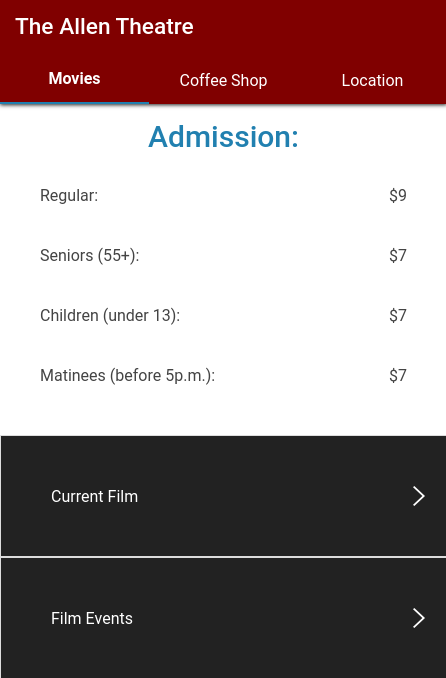 The Allen Theatre
Movies Coffee Shop Location
Admission:
Regular: $9
Seniors (55+): $7
Children (under 13): $7
Matinees (before 5p.m.): $7
Current Film
Film Events